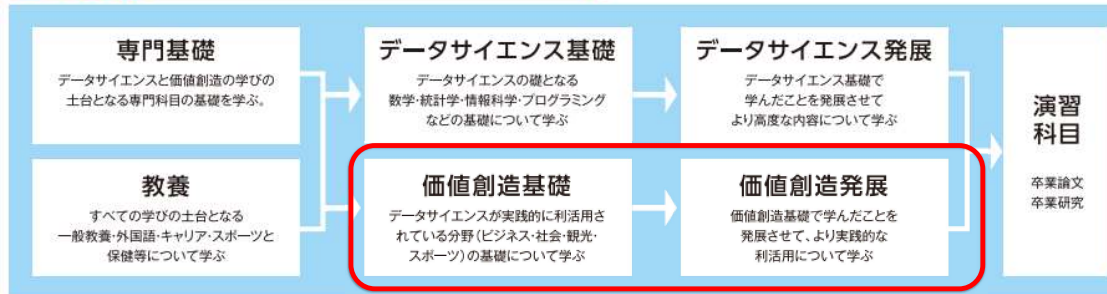 専門基礎
データサイエンスと価値創造の学びの
土台となる専門科目の基礎を学ぶ。
データサイエンス基礎
データサイエンスの礎となる
数学・統計学・情報科学・プログラミング
などの基礎について学ぶ
データサイエンス発展
データサイエンス基礎で
学んだことを発展させて
より高度な内容について学ぶ
教養
すべての学びの土台となる
一般教養・外国語・キャリア・スポーツと
保健等について学ぶ
価値創造基礎
データサイエンスが実践的に利活用さ
れている分野(ビジネス・社会・観光・
スポーツ)の基礎について学ぶ
価値創造発展
価値創造基礎で学んだことを
発展させて、より実践的な
利活用について学ぶ
演習
科目
卒業論文
卒業研究